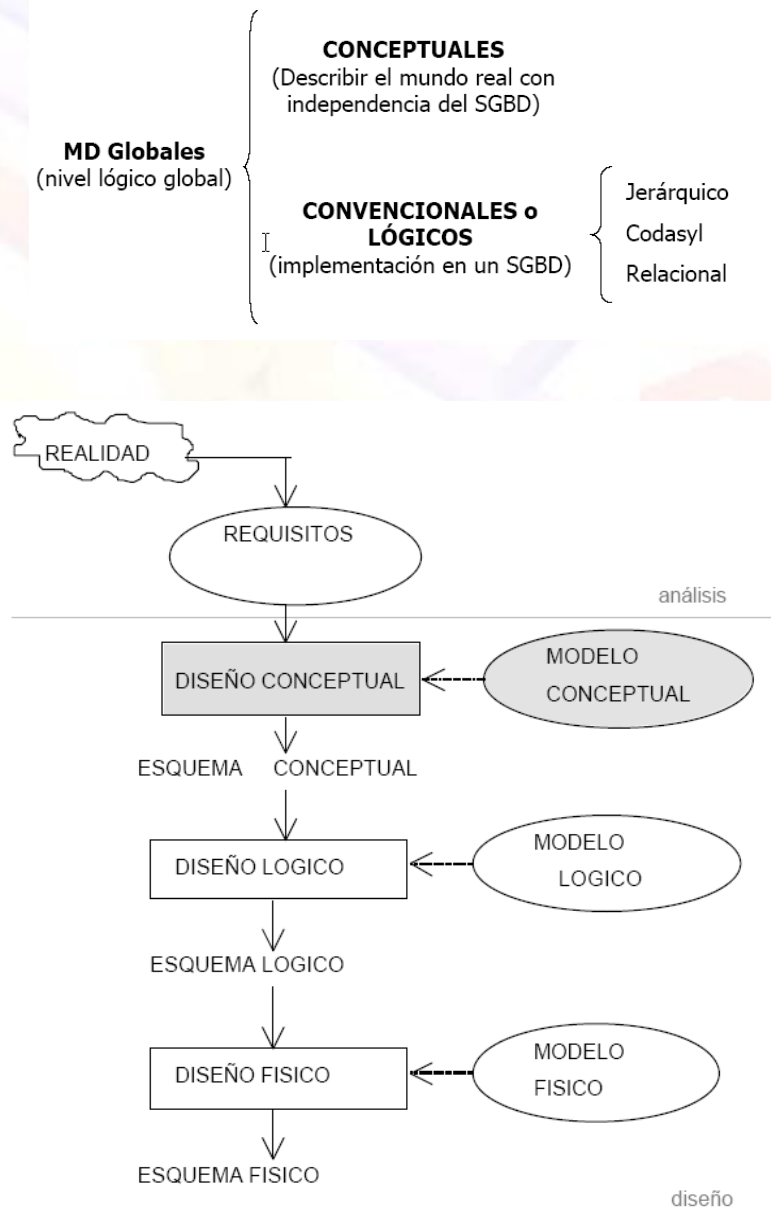 CONCEPTUALES
(Describir el mundo real con
independencia del SGBD)
MD Globales
(nivel lógico global)
CONVENCIONALES o
LÓGICOS
(implementación en un SGBD)
Jerárquico
Codasyl
Relacional
REALIDAD
REQUISITOS
análisis
DISEÑO CONCEPTUAL
MODELO
CONCEPTUAL
ESQUEMA CONCEPTUAL
DISEÑO LOGICO
MODELO
LOGICO
ESQUEMA LOGICO
DISEÑO FISICO
MODELO
FISICO
ESQUEMA FISICO
diseño